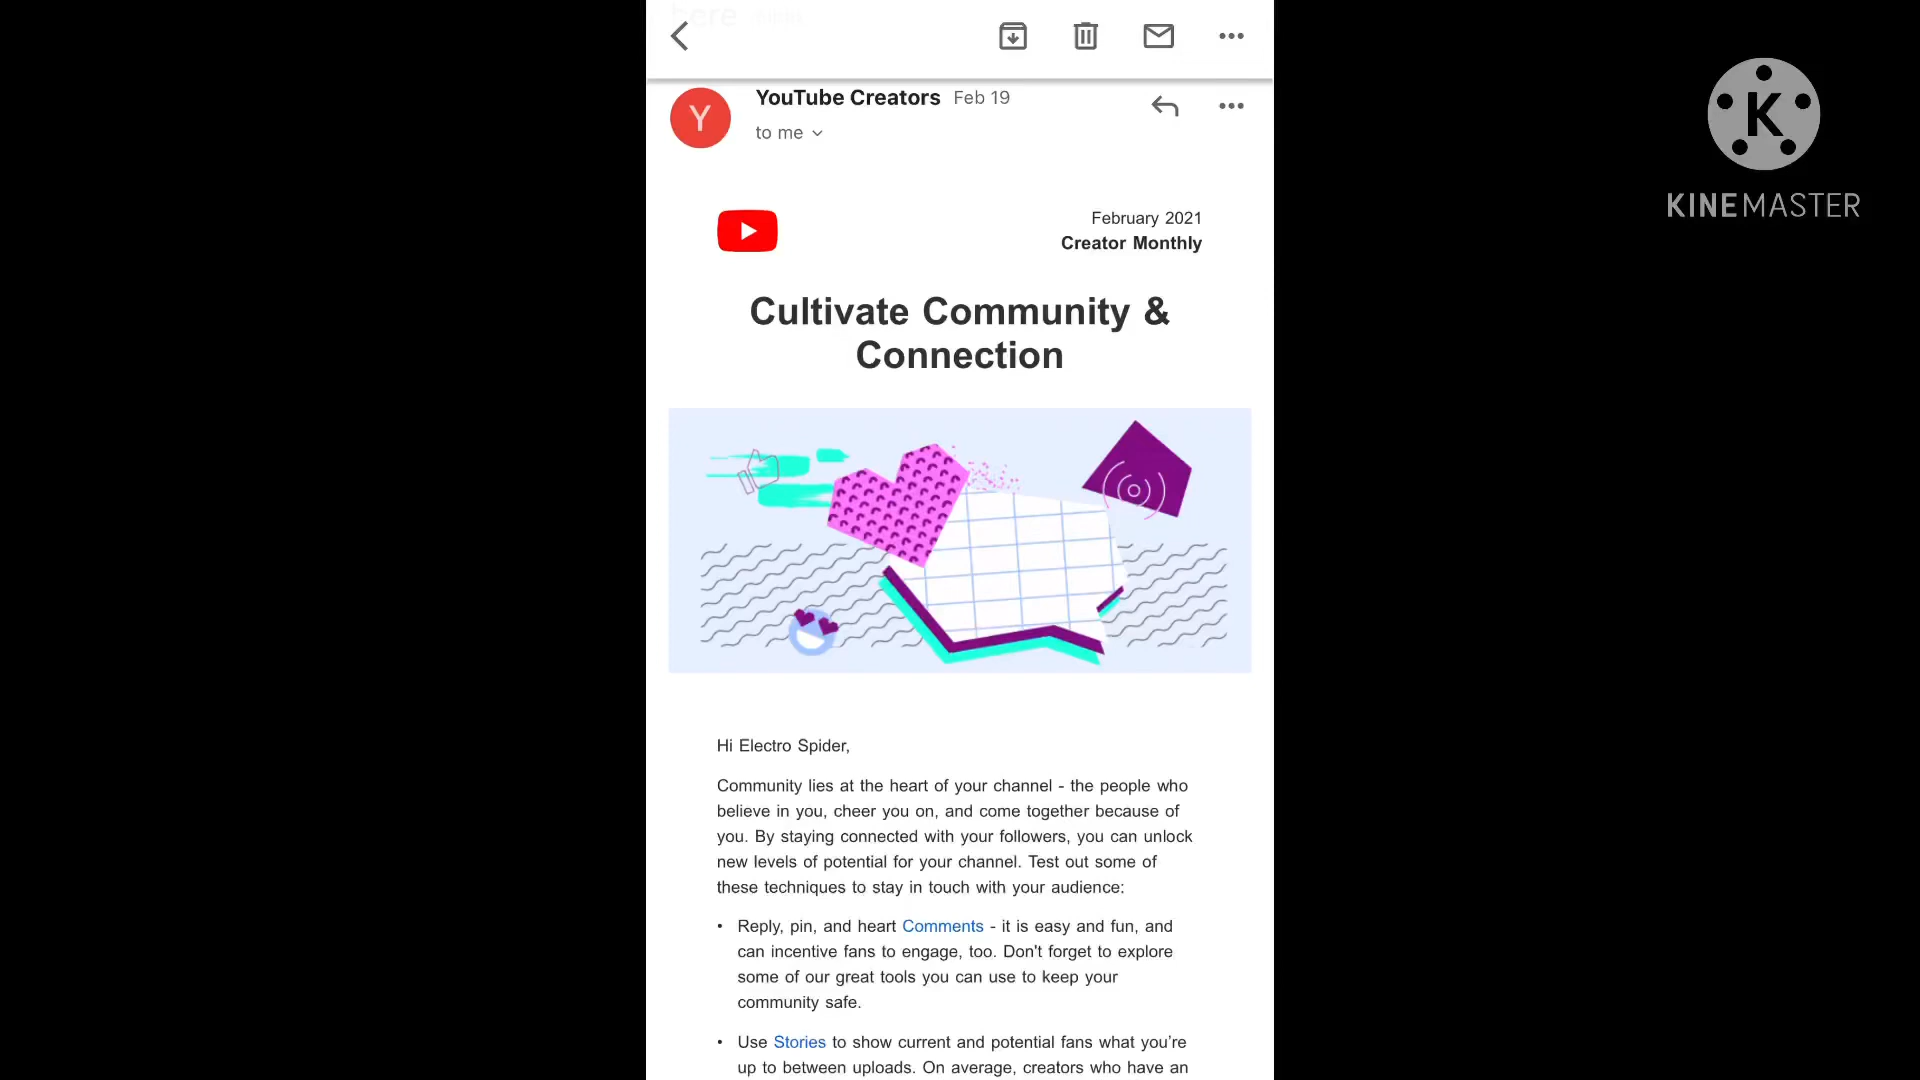 here
YouTube Creators Feb 19
Y
to me
K
KINEMASTER
February 2021
Creator Monthly
Cultivate Community &
Connection
Hi Electro Spider,
Community lies at the heart of your channel - the people who
believe in you, cheer you on, and come together because of
you. By staying connected with your followers, you can unlock
new levels of potential for your channel. Test out some of
these techniques to stay in touch with your audience:
• Reply, pin, and heart Comments - it is easy and fun, and
can incentive fans to engage, too. Don't forget to explore
some of our great tools you can use to keep your
community safe.
• Use Stories to show current and potential fans what you're
up to between uploads. On average, creators who have an